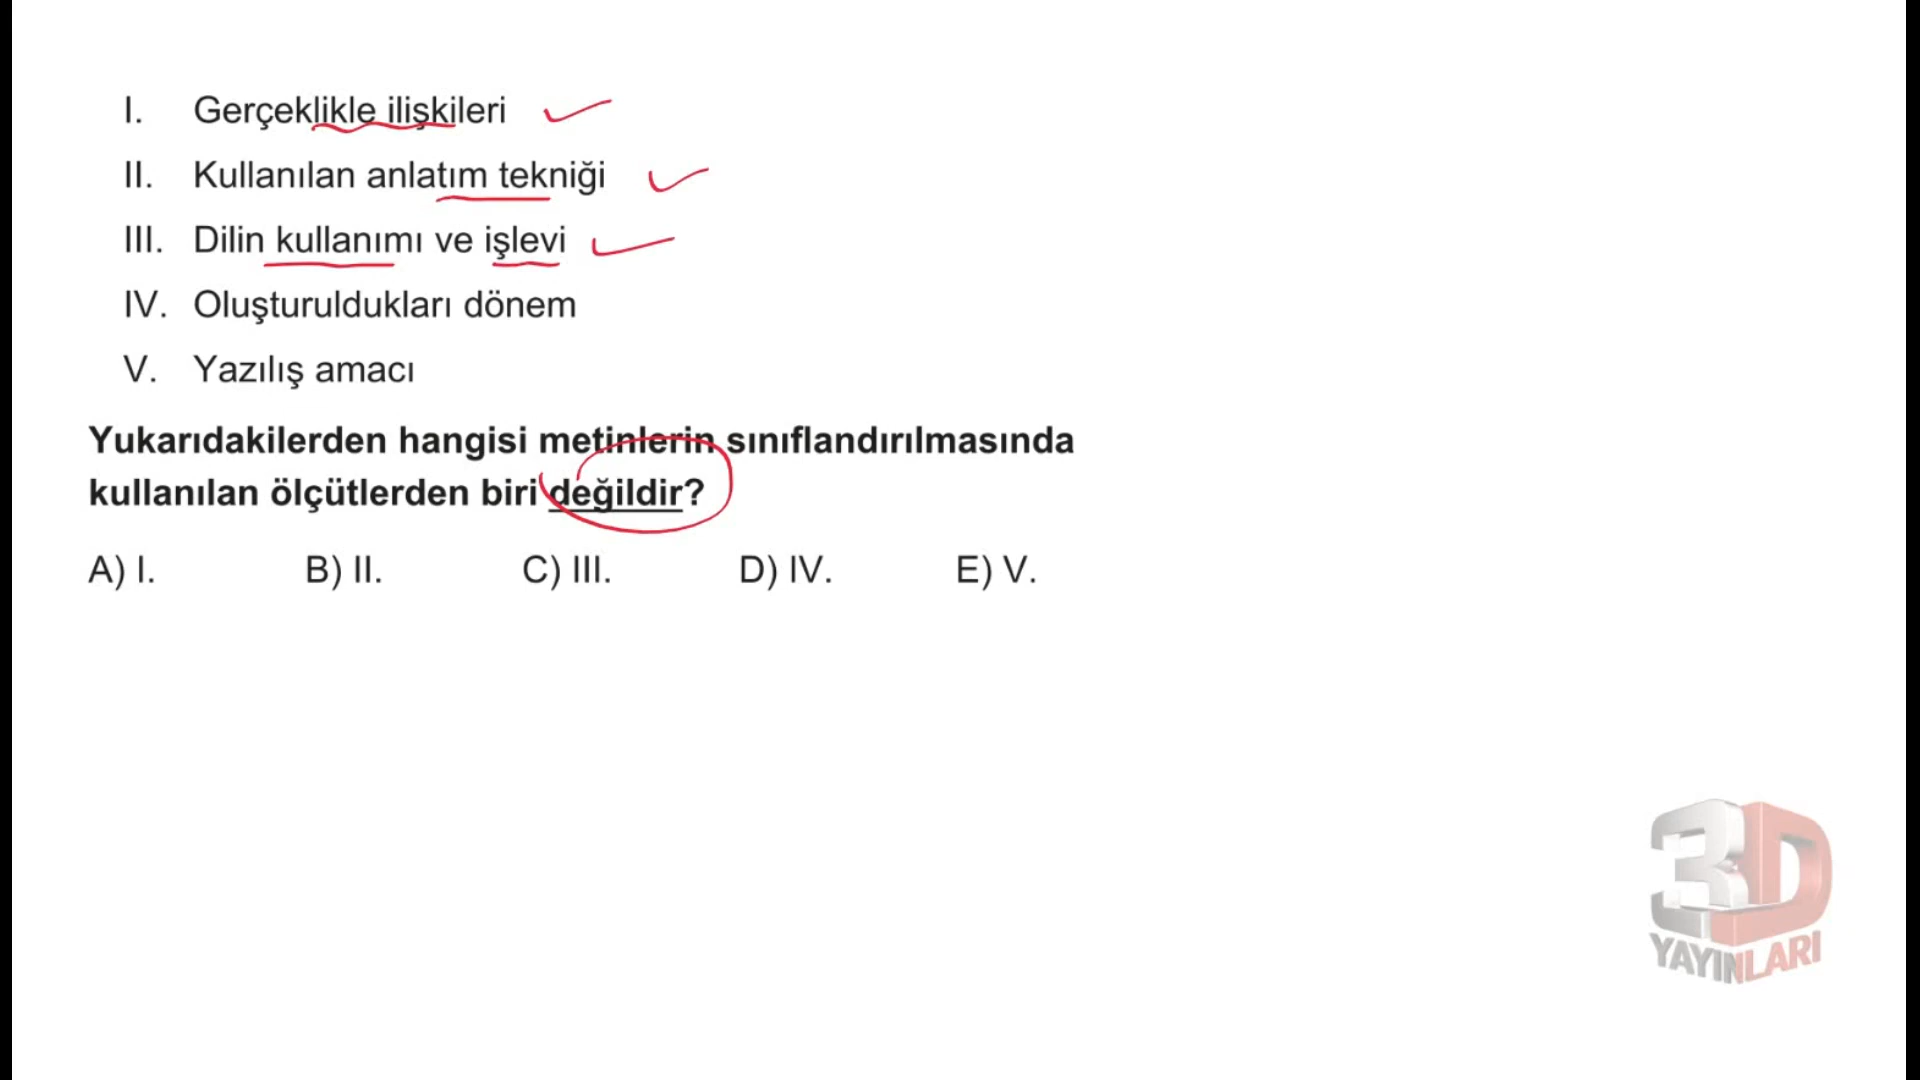 I. Gerçeklikle ilişkileri
II. Kullanılan anlatım tekniği
III. Dilin kullanımı ve işlevi
IV. Oluşturuldukları dönem
V. Yazılış amacı
Yukarıdakilerden hangisi metinlerin sınıflandırılmasında
kullanılan ölçütlerden biri değildir?
A) I. B) II. C) III. D) IV. E) V.
3D
YAYINLARI